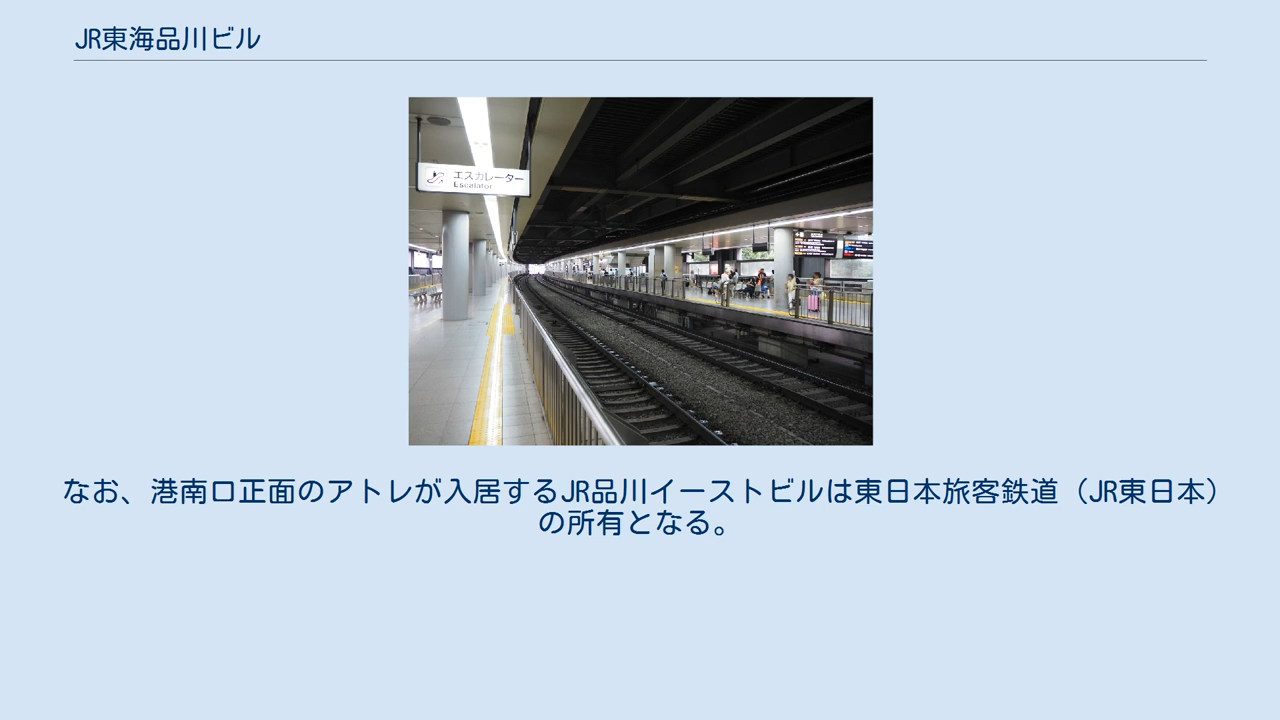 JR東海品川ビル
エスカレーター
Escalator
なお、港南口正面のアトレが入居するJR品川イーストビルは東日本旅客鉄道（JR東日本）
の所有となる。